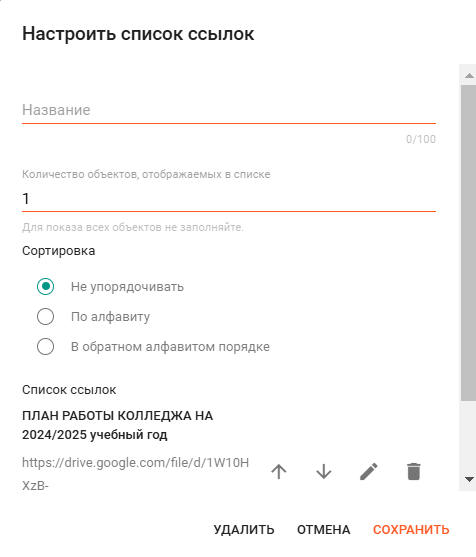 Настроить список ссылок
Название
0/100
Количество объектов, отображаемых в списке
1
Для показа всех объектов не заполняйте.
Сортировка
Не упорядочивать
По алфавиту
В обратном алфавитом порядке
Список ссылок
ПЛАН РАБОТЫ КОЛЛЕДЖА НА
2024/2025 учебный год
https://drive.google.com/file/d/1W10H
XzB-
УДАЛИТЬ ОТМЕНА СОХРАНИТЬ